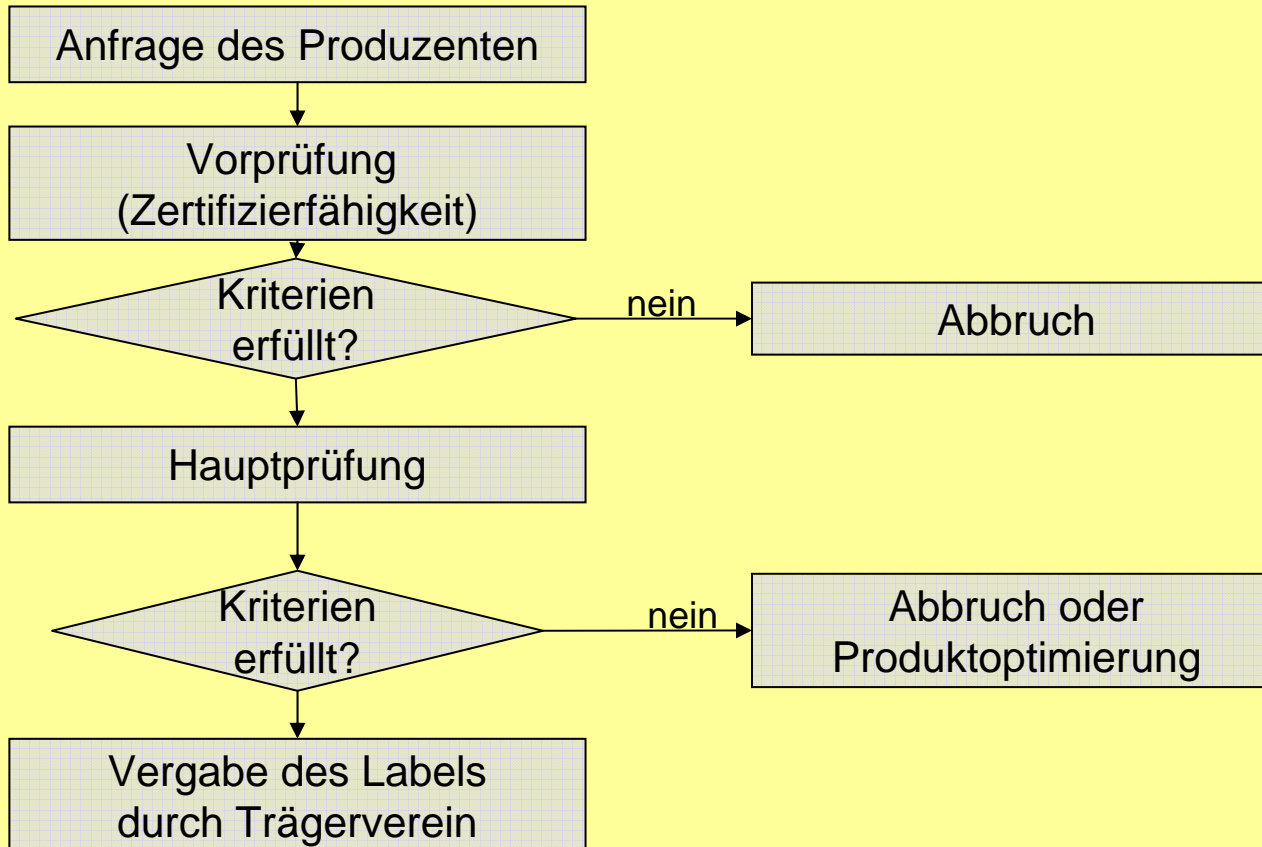 Anfrage des Produzenten
Vorprüfung
(Zertifizierfähigkeit)
Kriterien
erfüllt?
nein
Abbruch
Hauptprüfung
Kriterien
erfüllt?
nein
Abbruch oder
Produktoptimierung
Vergabe des Labels
durch Trägerverein